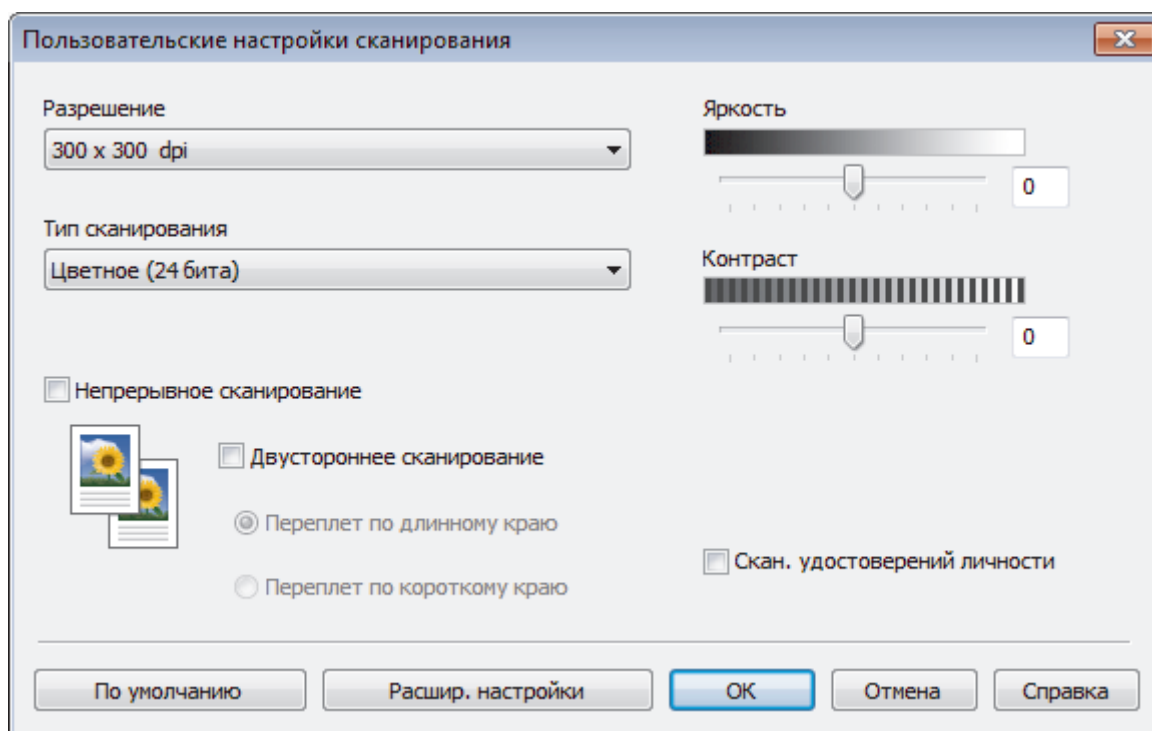 Пользовательские настройки сканирования
Разрешение
300 x 300 dpi
Тип сканирования
Цветное (24 бита)
Яркость
0
Контраст
0
Непрерывное сканирование
Двустороннее сканирование
Переплет по длинному краю
Переплет по короткому краю
Скан. удостоверений личности
По умолчанию
Расшир. настройки
OK
Отмена
Справка